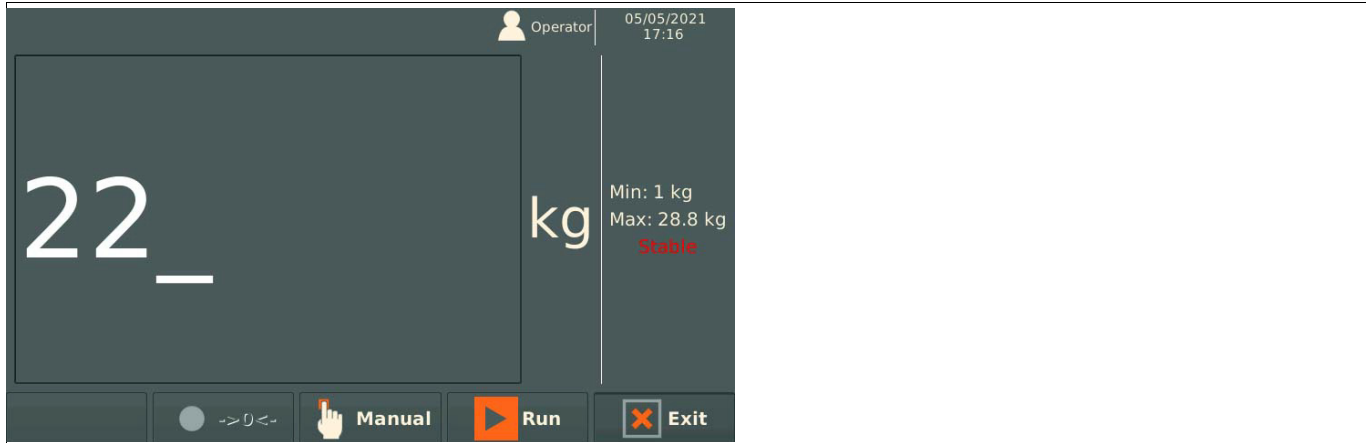 Operator
05/05/2021
17:16
22_
kg
Min: 1 kg
Max: 28.8 kg
Stable
->0<-
Manual
Run
Exit